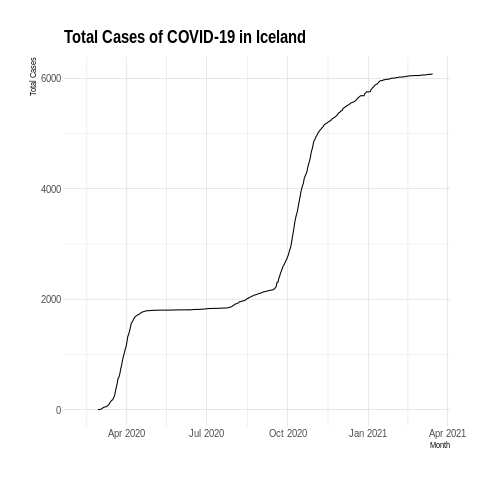 Total Cases of COVID-19 in Iceland
Total Cases
6000
4000
2000
0
Apr 2020 Jul 2020 Oct 2020 Jan 2021 Apr 2021
Month